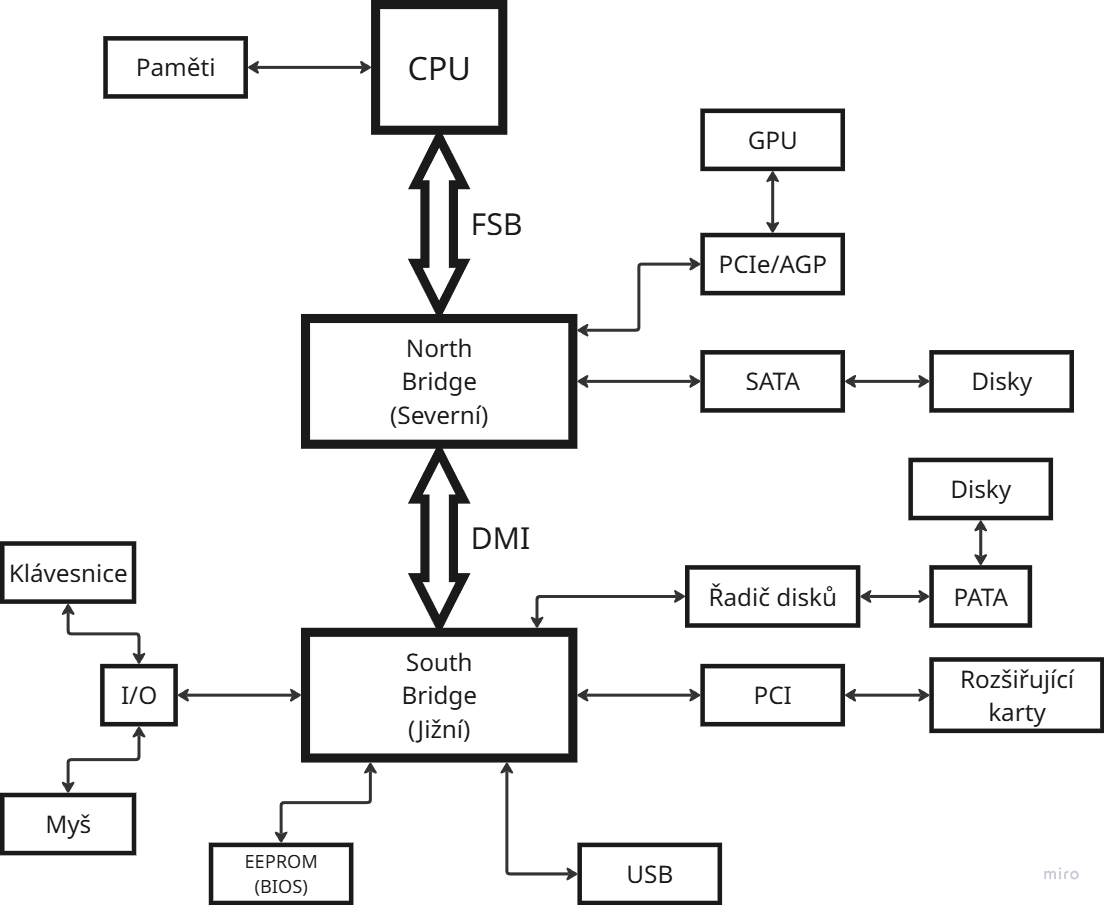 Paměti
CPU
GPU
FSB
PCIe/AGP
North
Bridge
(Severní)
SATA
Disky
Disky
DMI
Klávesnice
Řadič disků
PATA
South
Bridge
(Jižní)
I/O
PCI
Rozšiřující
karty
Myš
EEPROM
(BIOS)
USB
miro